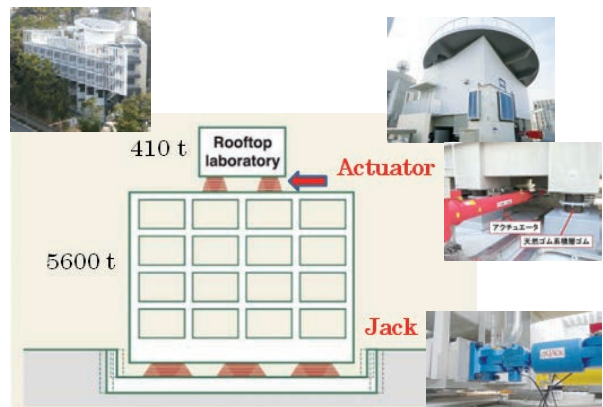 410 t
Rooftop
laboratory
Actuator
5600 t
アクチュエータ
天然ゴム系積層ゴム
Jack